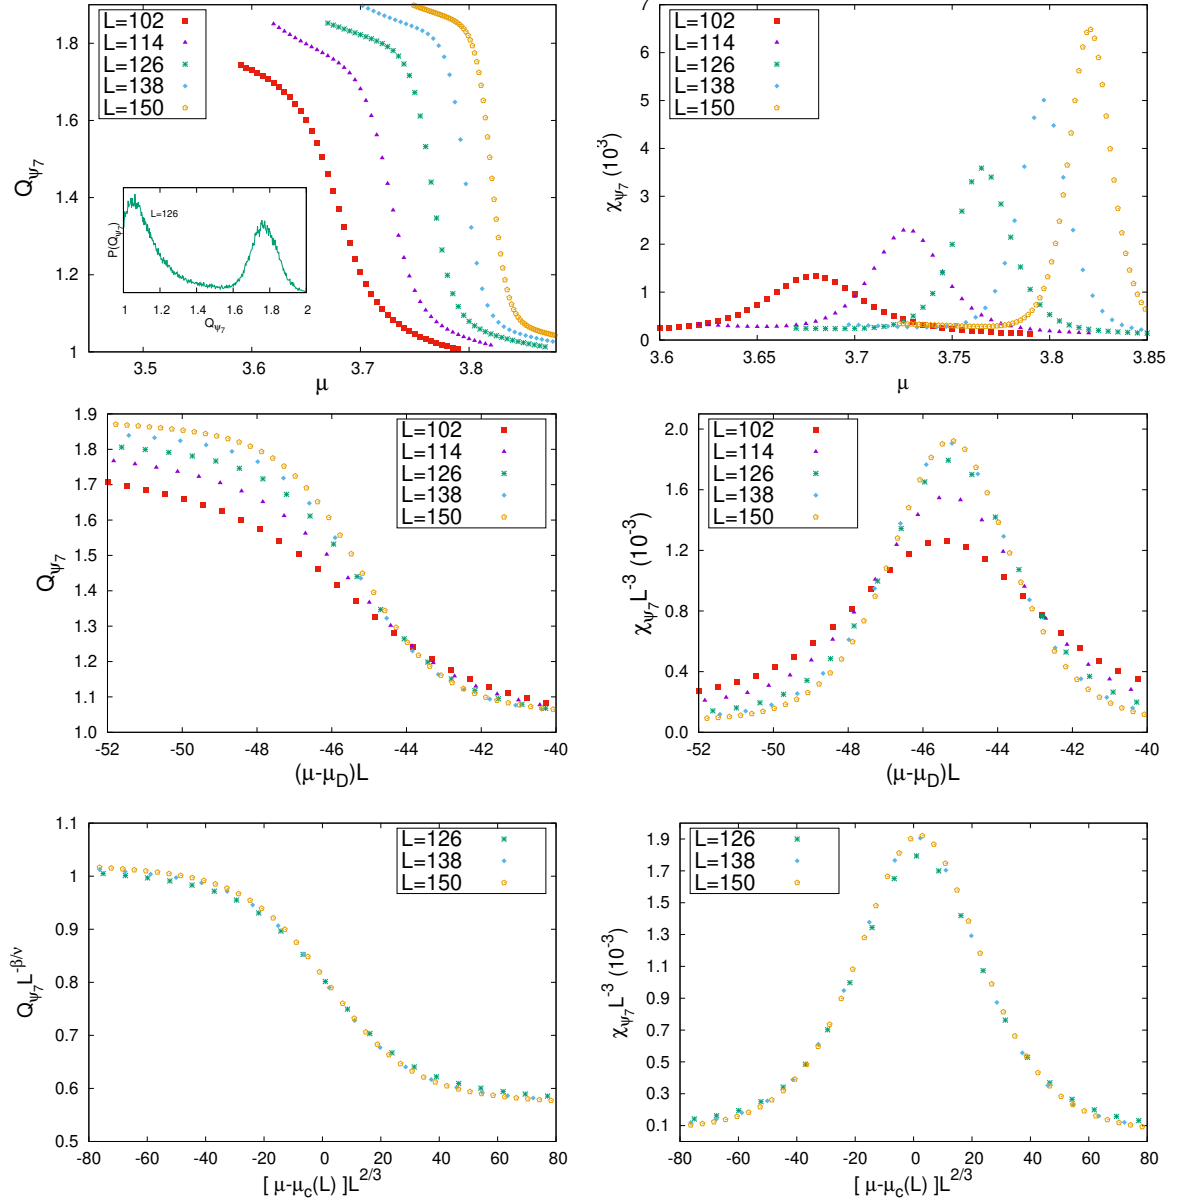 L=102
L=114
L=126
L=138
L=150
1.8
1.6
1.4
1.2
1
3.5
3.6
3.7
3.8
Q_{ψ_7}
μ
L=126
P(Q_{ψ_7})
1
1.2
1.4
1.6
1.8
2
Q_{ψ_7}
L=102
L=114
L=126
L=138
L=150
7
6
5
4
3
2
1
0
3.6
3.65
3.7
3.75
3.8
3.85
χ_{ψ_7} (10^3)
μ
L=102
L=114
L=126
L=138
L=150
1.9
1.8
1.7
1.6
1.5
1.4
1.3
1.2
1.1
1.0
-52
-50
-48
-46
-44
-42
-40
Q_{ψ_7}
(μ-μ_D)L
L=102
L=114
L=126
L=138
L=150
2.0
1.6
1.2
0.8
0.4
0.0
-52
-50
-48
-46
-44
-42
-40
χ_{ψ_7}L^{-3} (10^{-3})
(μ-μ_D)L
L=126
L=138
L=150
1.1
1
0.9
0.8
0.7
0.6
0.5
-80
-60
-40
-20
0
20
40
60
80
Q_{ψ_7}L^{-β/ν}
[ μ-μ_c(L) ]L^{2/3}
L=126
L=138
L=150
1.9
1.7
1.5
1.3
1.1
0.9
0.7
0.5
0.3
0.1
-80
-60
-40
-20
0
20
40
60
80
χ_{ψ_7}L^{-3} (10^{-3})
[ μ-μ_c(L) ]L^{2/3}